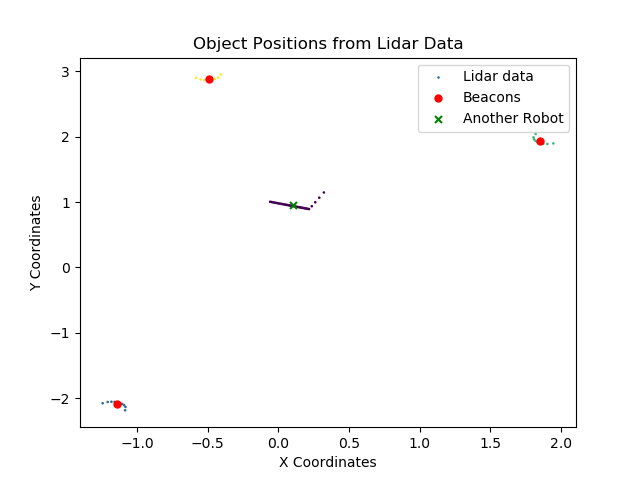 Object Positions from Lidar Data
Lidar data
Beacons
Another Robot
Y Coordinates
3
2
1
0
−1
−2
−1.0
−0.5
0.0
0.5
1.0
1.5
2.0
X Coordinates